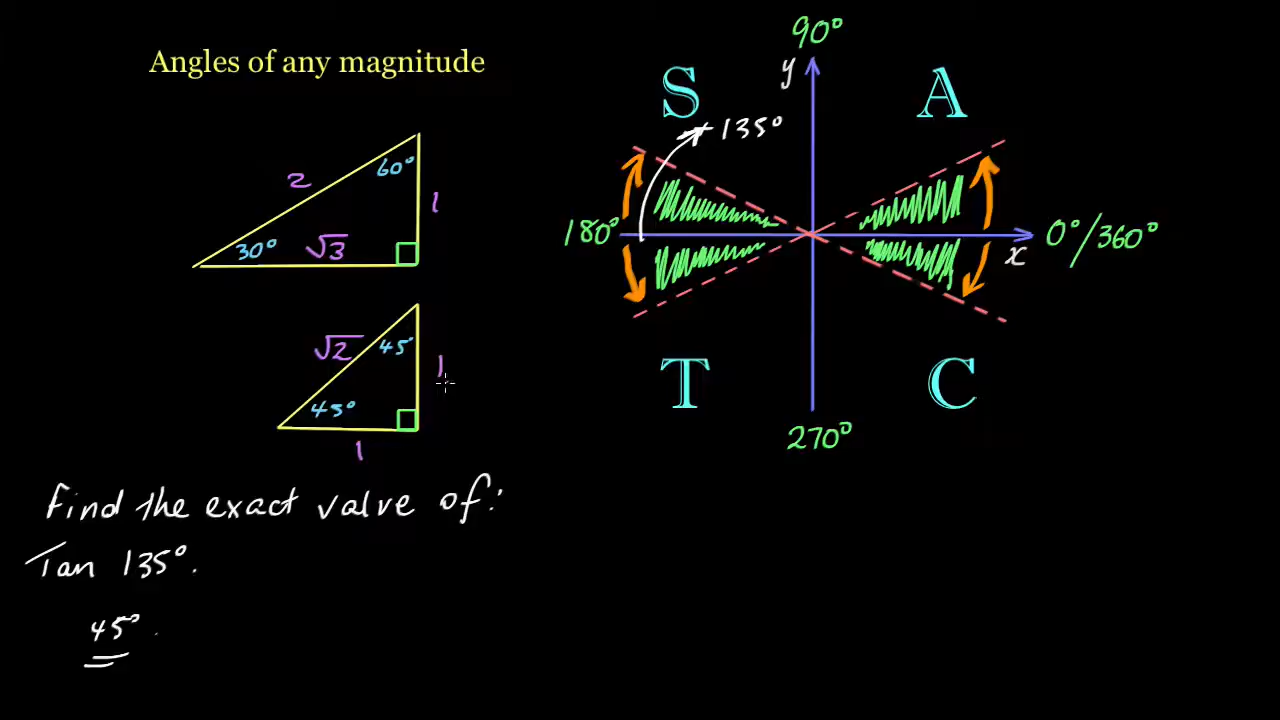 Angles of any magnitude
90°
y
S
A
135°
180°
0°/360°
x
T
C
270°
2
60°
1
30°
√3
√2
45
1
45°
1
Find the exact value of:
Tan 135°.
45°.